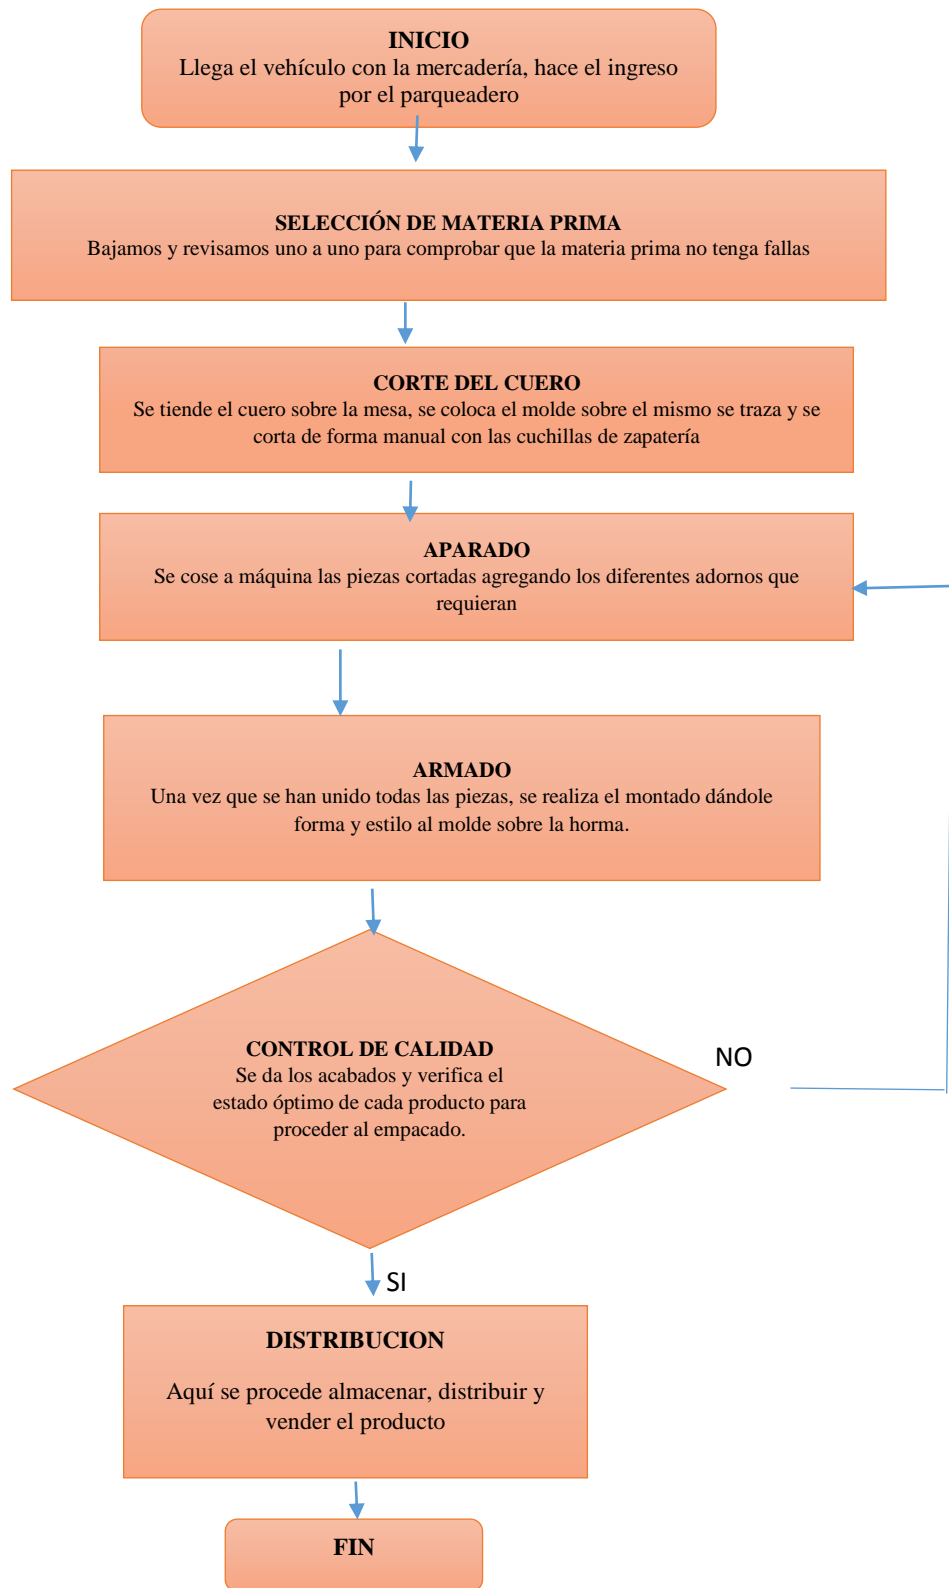 INICIO
Llega el vehículo con la mercadería, hace el ingreso
por el parqueadero
SELECCIÓN DE MATERIA PRIMA
Bajamos y revisamos uno a uno para comprobar que la materia prima no tenga fallas
CORTE DEL CUERO
Se tiende el cuero sobre la mesa, se coloca el molde sobre el mismo se traza y se
corta de forma manual con las cuchillas de zapatería
APARADO
Se cose a máquina las piezas cortadas agregando los diferentes adornos que
requieran
ARMADO
Una vez que se han unido todas las piezas, se realiza el montado dándole
forma y estilo al molde sobre la horma.
CONTROL DE CALIDAD
Se da los acabados y verifica el
estado óptimo de cada producto para
proceder al empacado.
NO
SI
DISTRIBUCION
Aquí se procede almacenar, distribuir y
vender el producto
FIN